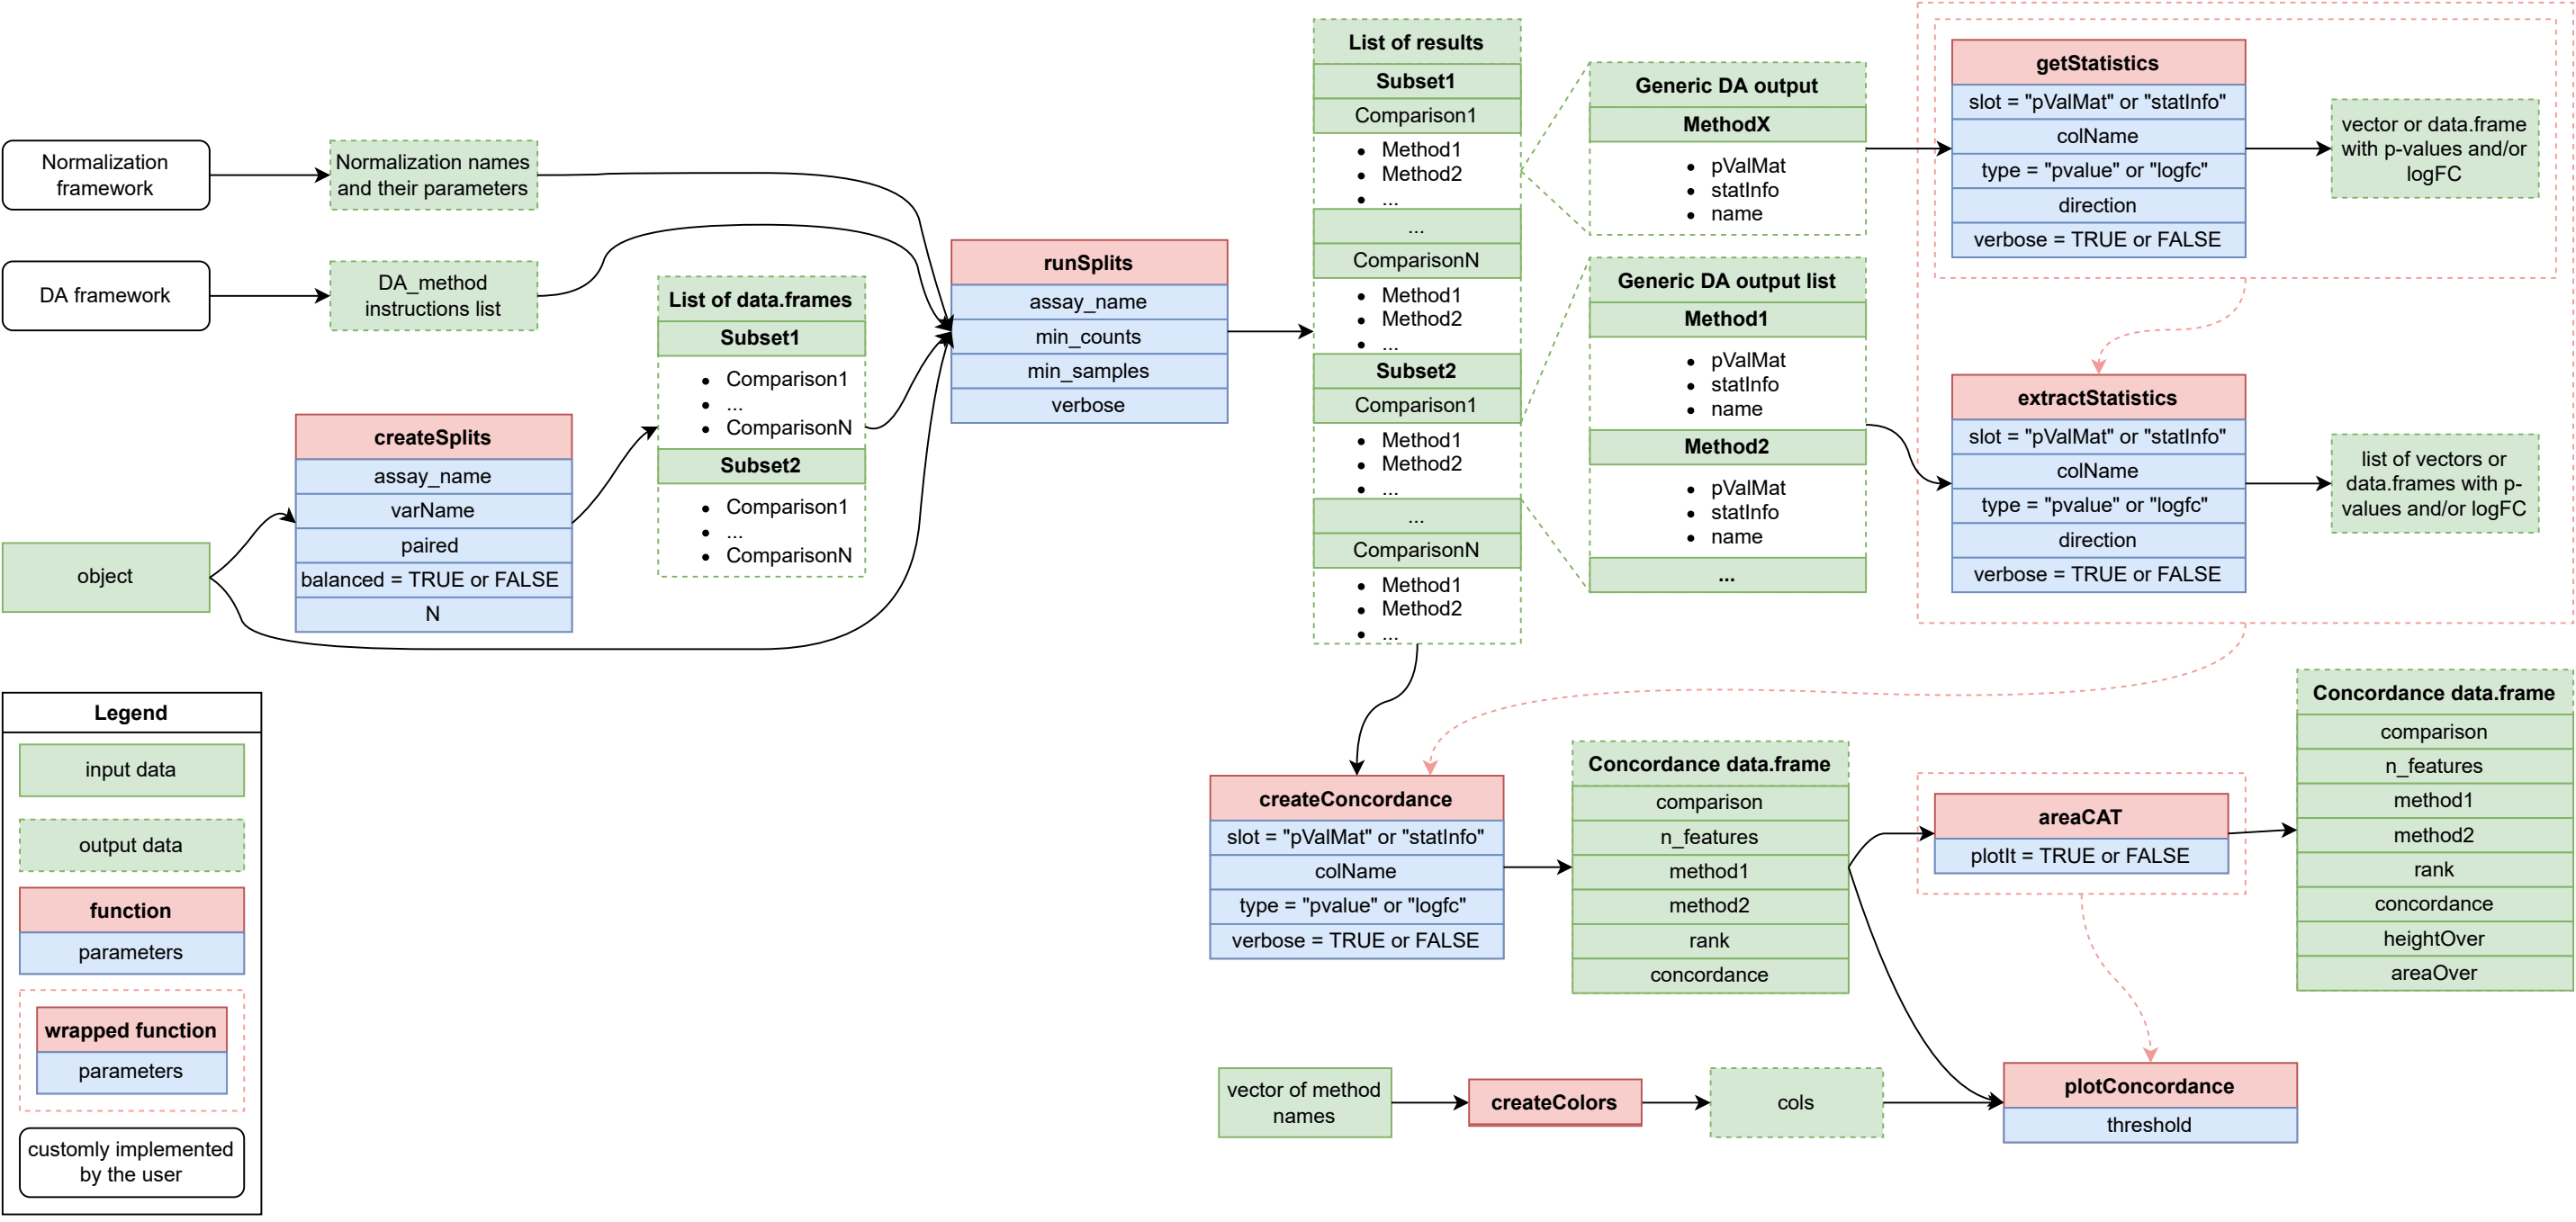 Normalization
framework
Normalization names
and their parameters
DA framework
DA_method
instructions list
object
createSplits
assay_name
varName
paired
balanced = TRUE or FALSE
N
List of data.frames
Subset1
• Comparison1
• ...
• ComparisonN
Subset2
• Comparison1
• ...
• ComparisonN
runSplits
assay_name
min_counts
min_samples
verbose
List of results
Subset1
Comparison1
• Method1
• Method2
• ...
...
ComparisonN
• Method1
• Method2
• ...
Subset2
Comparison1
• Method1
• Method2
• ...
...
ComparisonN
• Method1
• Method2
• ...
Generic DA output
MethodX
• pValMat
• statInfo
• name
Generic DA output list
Method1
• pValMat
• statInfo
• name
Method2
• pValMat
• statInfo
• name
...
getStatistics
slot = "pValMat" or "statInfo"
colName
type = "pvalue" or "logfc"
direction
verbose = TRUE or FALSE
vector or data.frame
with p-values and/or
logFC
extractStatistics
slot = "pValMat" or "statInfo"
colName
type = "pvalue" or "logfc"
direction
verbose = TRUE or FALSE
list of vectors or
data.frames with p-
values and/or logFC
Legend
input data
output data
function
parameters
wrapped function
parameters
customly implemented
by the user
createConcordance
slot = "pValMat" or "statInfo"
colName
type = "pvalue" or "logfc"
verbose = TRUE or FALSE
Concordance data.frame
comparison
n_features
method1
method2
rank
concordance
areaCAT
plotIt = TRUE or FALSE
Concordance data.frame
comparison
n_features
method1
method2
rank
concordance
heightOver
areaOver
vector of method
names
createColors
cols
plotConcordance
threshold